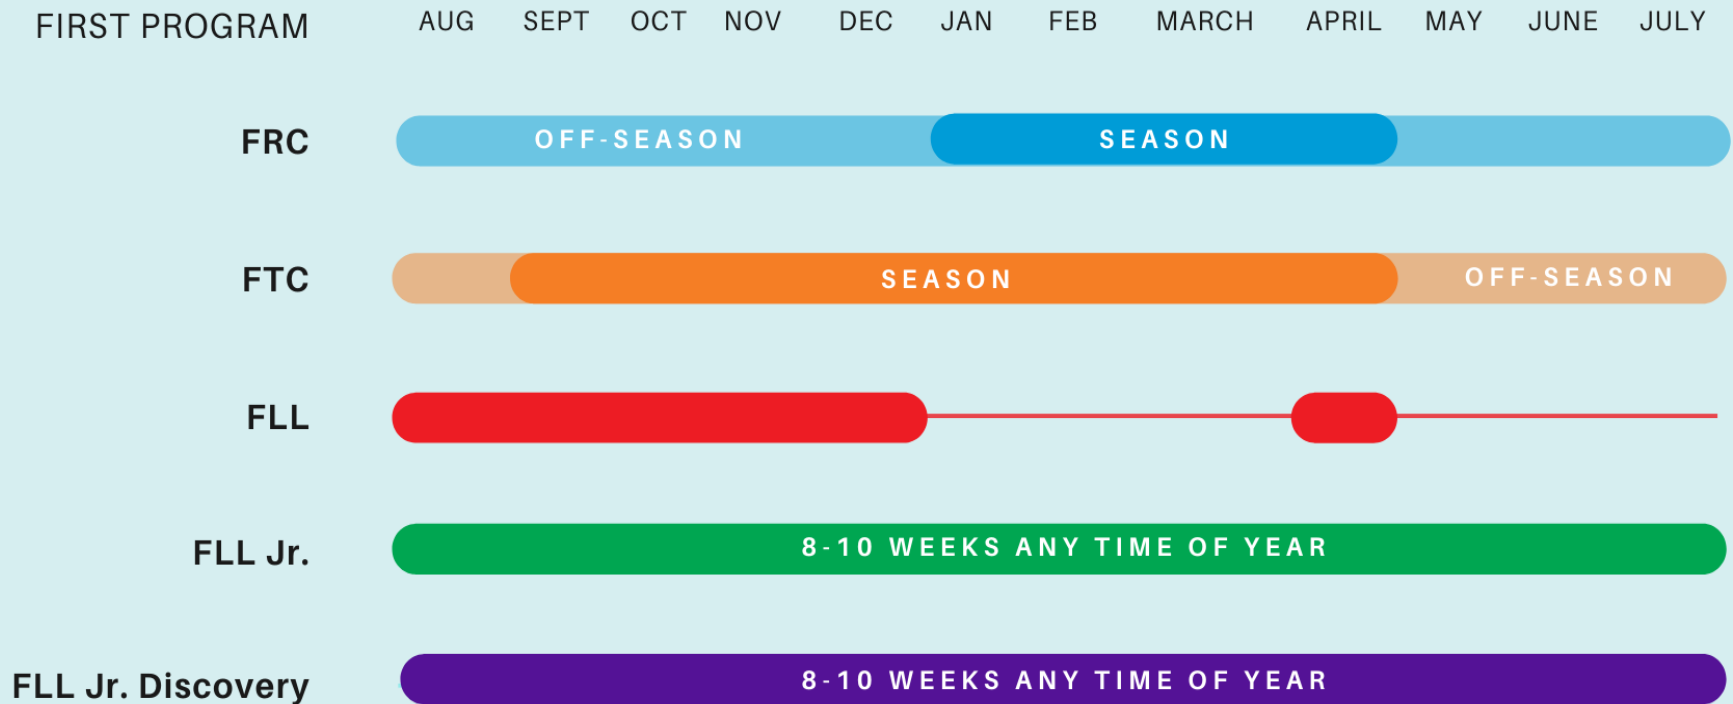 FIRST PROGRAM AUG SEPT OCT NOV DEC JAN FEB MARCH APRIL MAY JUNE JULY
FRC OFF-SEASON SEASON
FTC SEASON OFF-SEASON
FLL
FLL Jr. 8-10 WEEKS ANY TIME OF YEAR
FLL Jr. Discovery 8-10 WEEKS ANY TIME OF YEAR